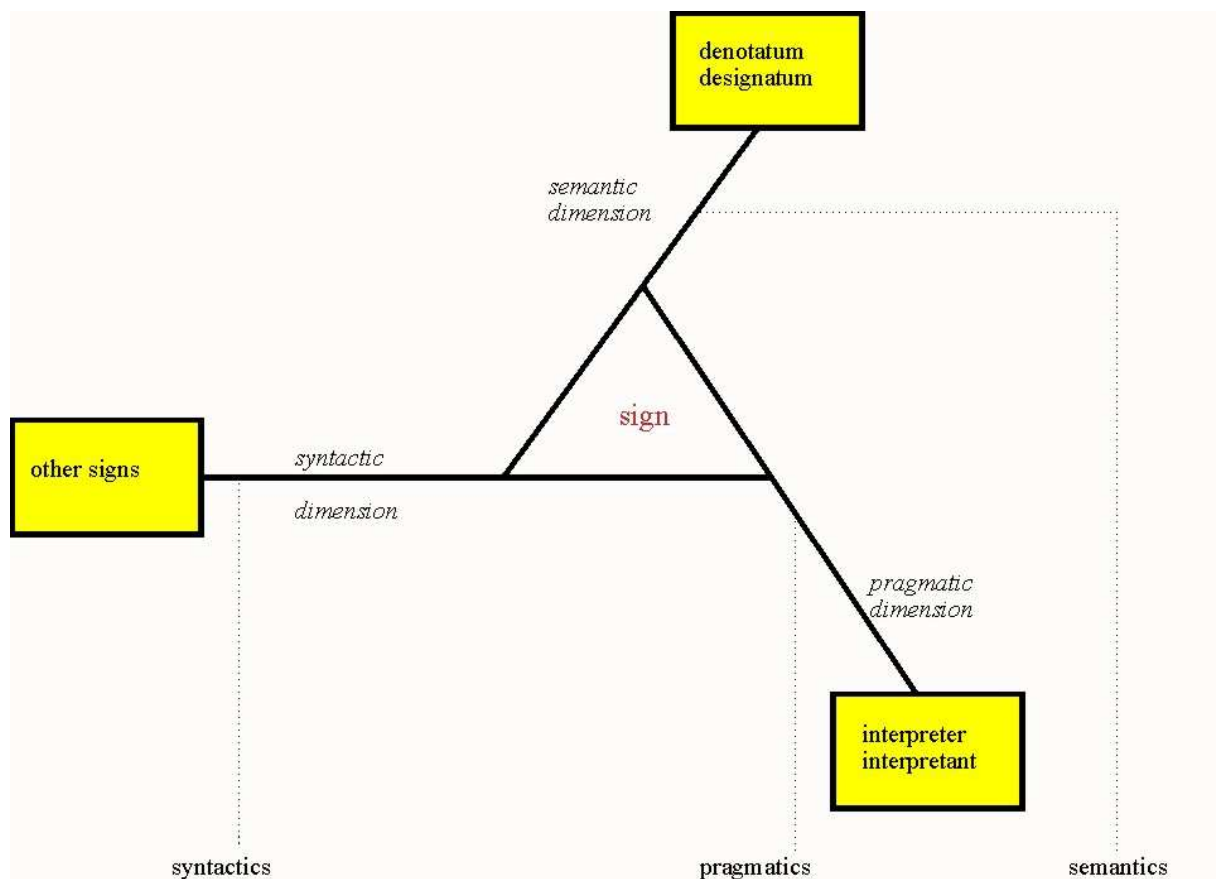 denotatum
designatum
semantic
dimension
sign
other signs
syntactic
dimension
pragmatic
dimension
interpreter
interpretant
syntactics
pragmatics
semantics